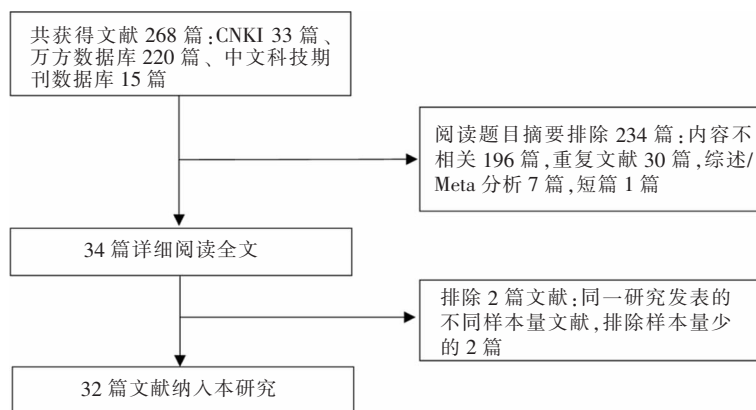 共获得文献 268 篇:CNKI 33 篇、
万方数据库 220 篇、中文科技期
刊数据库 15 篇
阅读题目摘要排除 234 篇:内容不
相关 196 篇,重复文献 30 篇,综述/
Meta 分析 7 篇,短篇 1 篇
34 篇详细阅读全文
排除 2 篇文献:同一研究发表的
不同样本量文献,排除样本量少
的 2 篇
32 篇文献纳入本研究